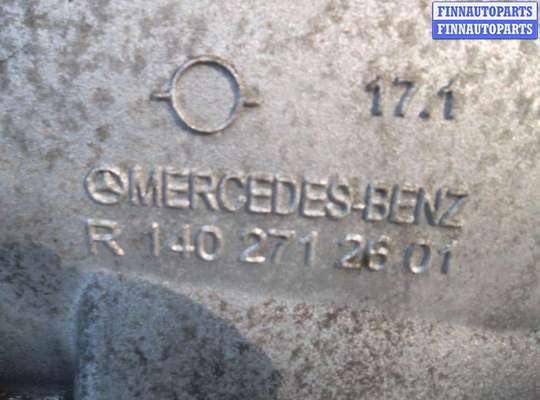 FINNAUTOPARTS
FINNAUTOPARTS
17.1
MERCEDES-BENZ
R 140 271 26 01